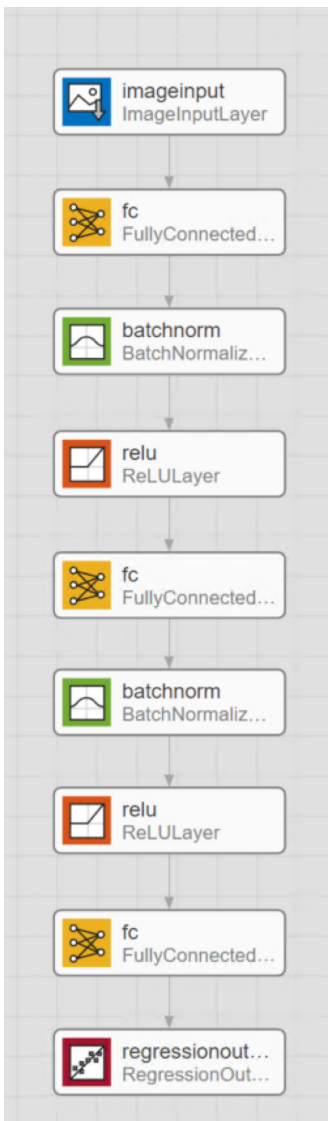 imageinput
ImageInputLayer
fc
FullyConnected...
batchnorm
BatchNormaliz...
relu
ReLULayer
fc
FullyConnected...
batchnorm
BatchNormaliz...
relu
ReLULayer
fc
FullyConnected...
regressionout...
RegressionOut...